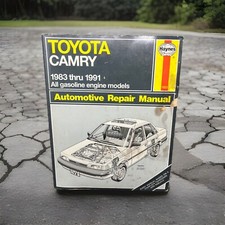 TOYOTA
CAMRY
Haynes
1983 thru 1991
All gasoline engine models
Automotive Repair Manual